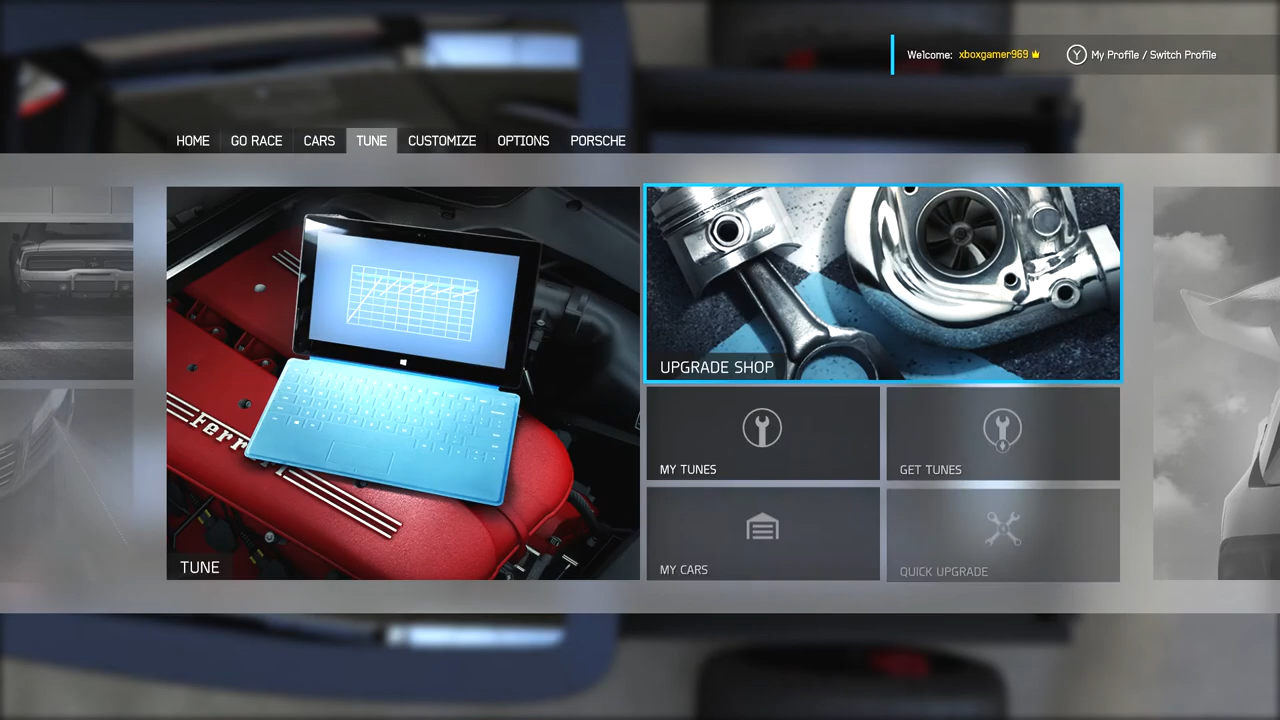 Welcome: xboxgamer969
Y My Profile / Switch Profile
HOME GO RACE CARS TUNE CUSTOMIZE OPTIONS PORSCHE
Ferr
TUNE
UPGRADE SHOP
MY TUNES
GET TUNES
MY CARS
QUICK UPGRADE